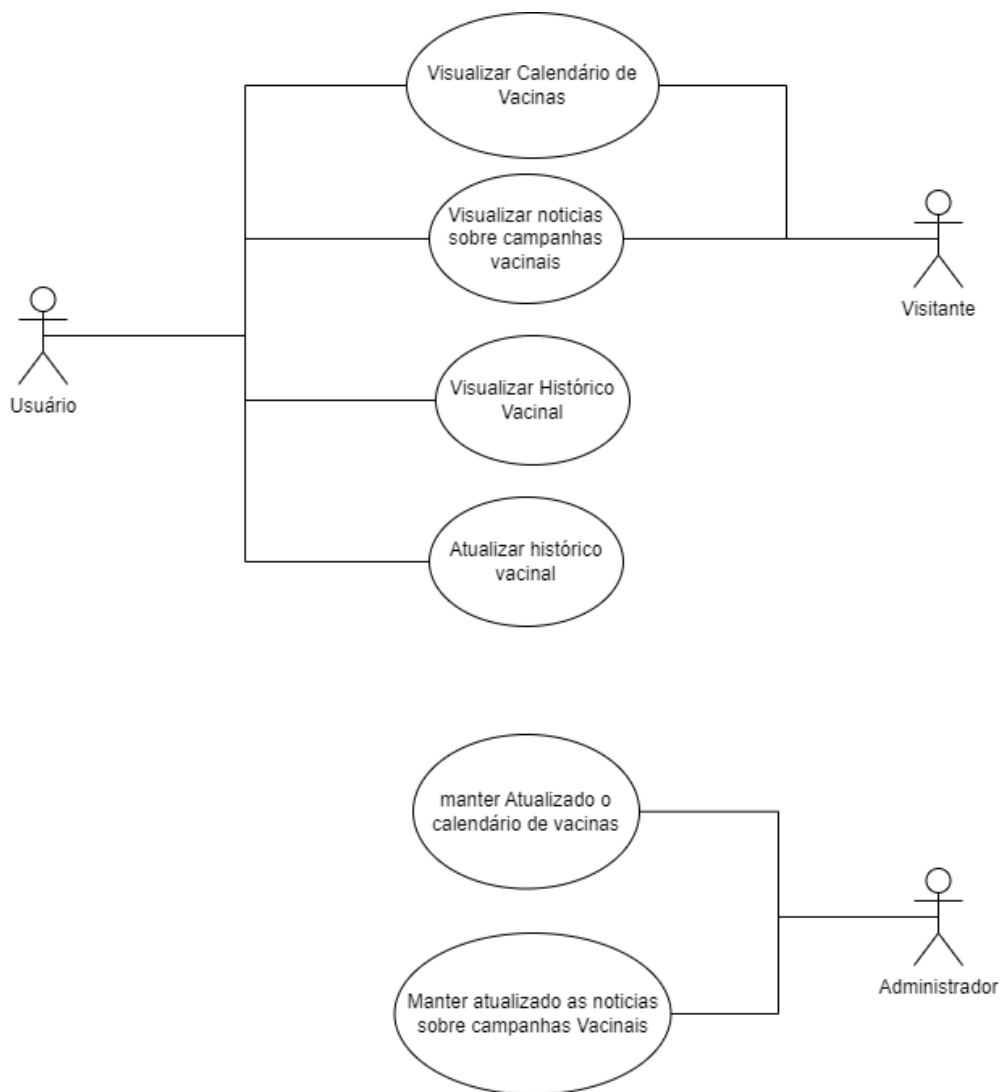 Visualizar Calendário de
Vacinas
Visualizar noticias
sobre campanhas
vacinais
Visitante
Visualizar Histórico
Vacinal
Usuário
Atualizar histórico
vacinal
manter Atualizado o
calendário de vacinas
Administrador
Manter atualizado as noticias
sobre campanhas Vacinais